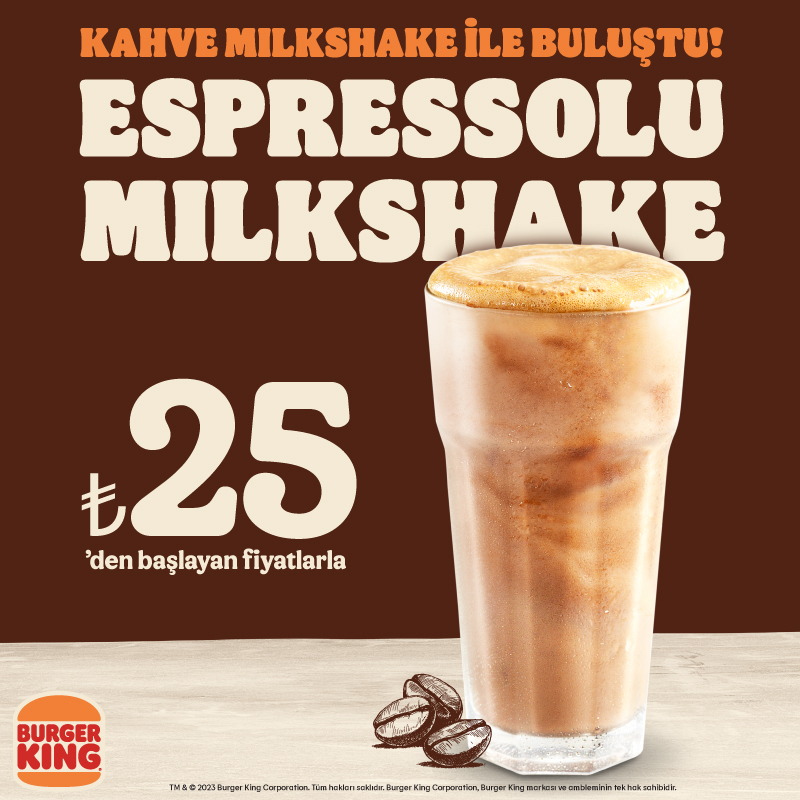 KAHVE MILKSHAKE İLE BULUŞTU!
ESPRESSOLU
MILKSHAKE
₺25
’den başlayan fiyatlarla
BURGER
KING
TM & © 2023 Burger King Corporation. Tüm hakları saklıdır. Burger King Corporation, Burger King markası ve ambleminin tek hak sahibidir.